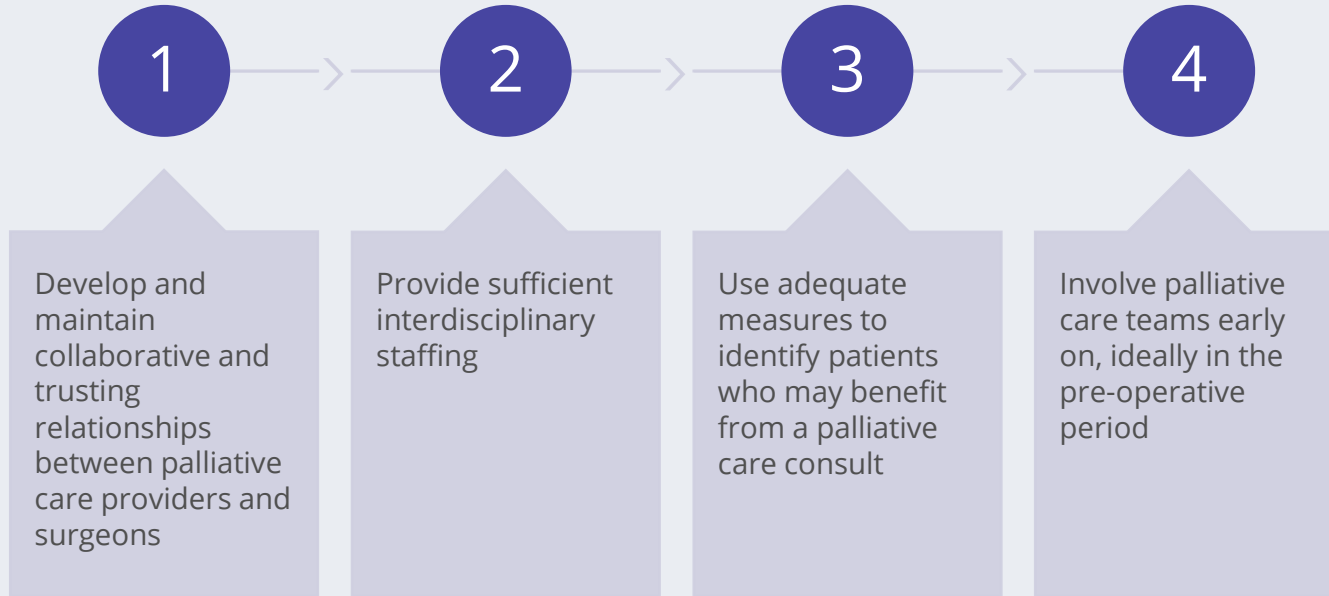 1
Develop and
maintain
collaborative and
trusting
relationships
between palliative
care providers and
surgeons
2
Provide sufficient
interdisciplinary
staffing
3
Use adequate
measures to
identify patients
who may benefit
from a palliative
care consult
4
Involve palliative
care teams early
on, ideally in the
pre-operative
period